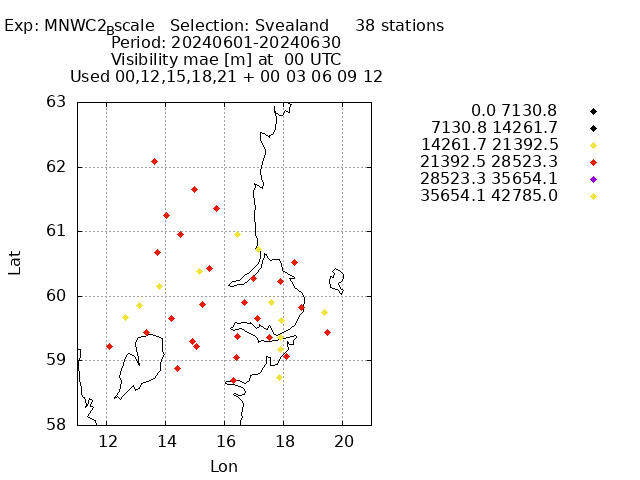 Exp: MNWC2Bscale   Selection: Svealand     38 stations
Period: 20240601-20240630
Visibility mae [m] at  00 UTC
Used 00,12,15,18,21 + 00 03 06 09 12
0.0 7130.8
7130.8 14261.7
14261.7 21392.5
21392.5 28523.3
28523.3 35654.1
35654.1 42785.0
63
62
61
60
59
58
Lat
12 14 16 18 20
Lon